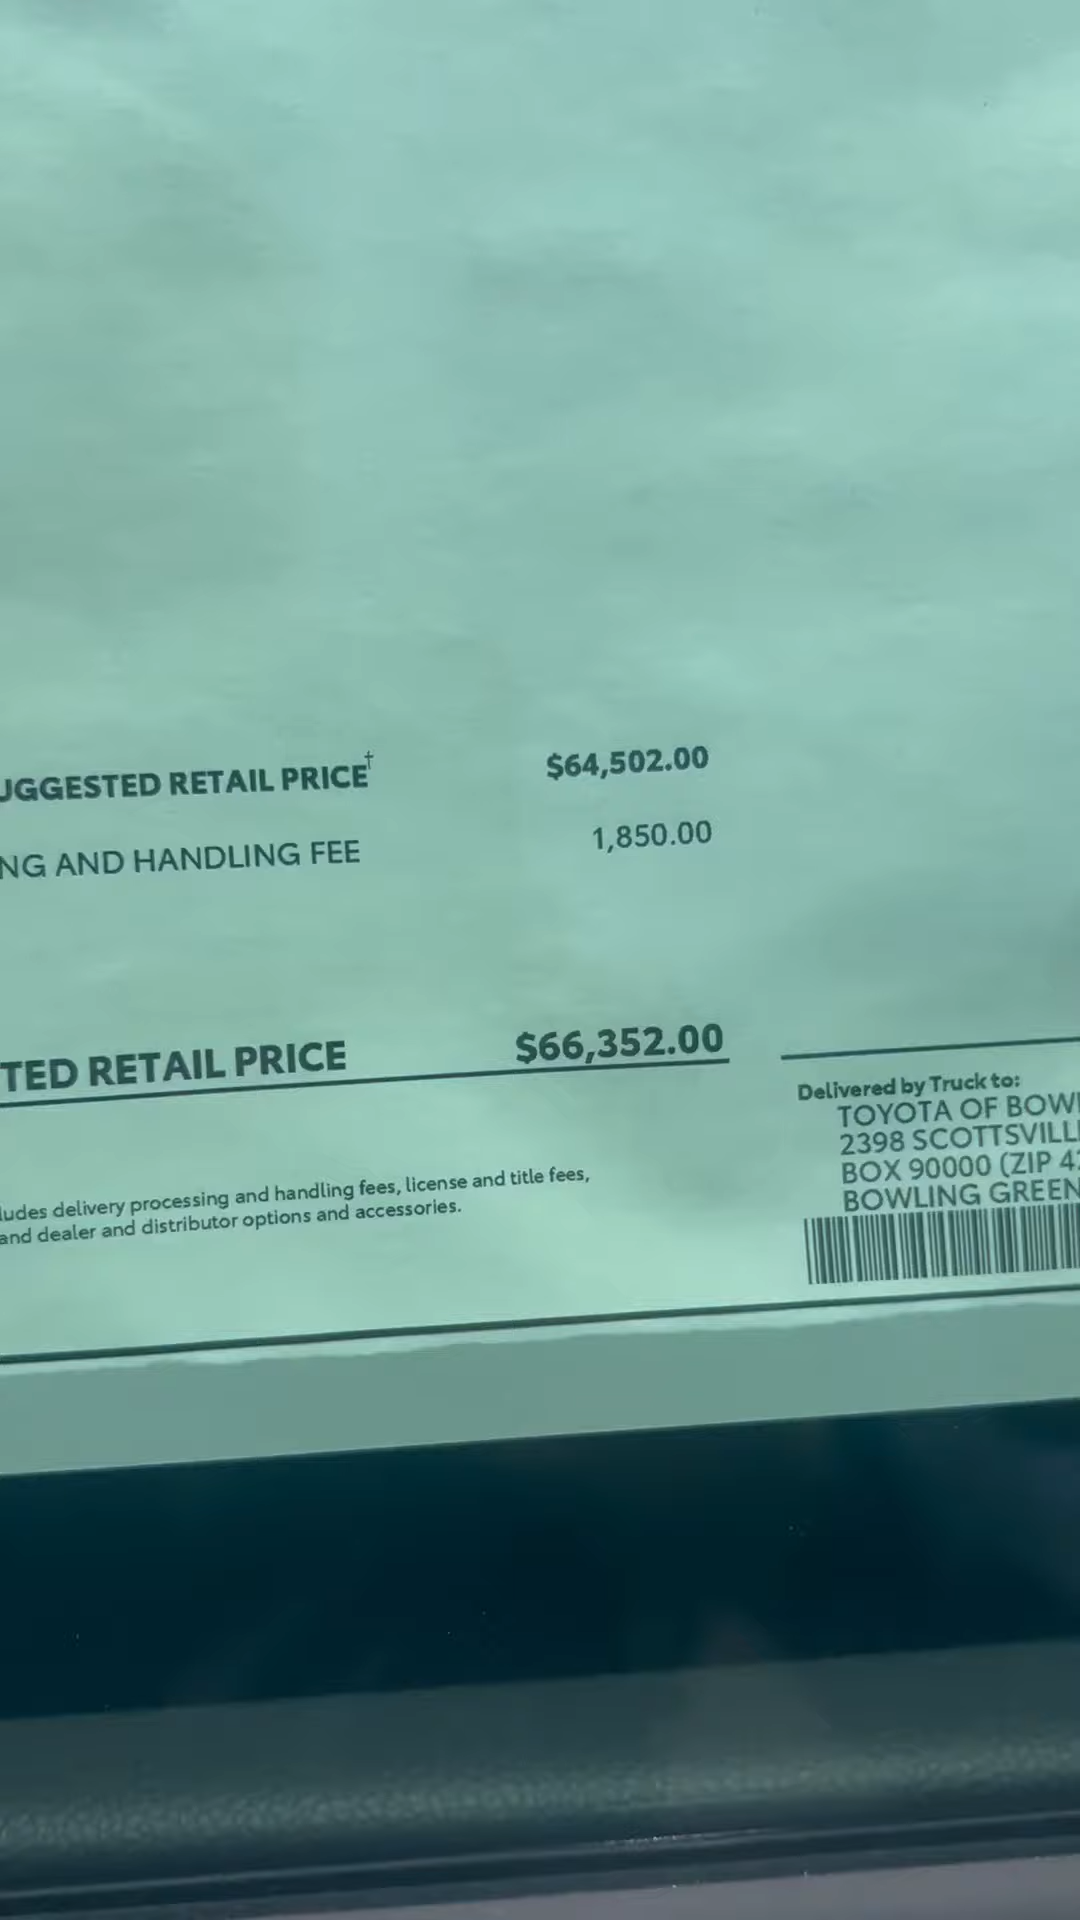 UGGESTED RETAIL PRICE† $64,502.00
NG AND HANDLING FEE 1,850.00
TED RETAIL PRICE $66,352.00
ludes delivery processing and handling fees, license and title fees,
and dealer and distributor options and accessories.
Delivered by Truck to:
TOYOTA OF BOW
2398 SCOTTSVILL
BOX 90000 (ZIP 42
BOWLING GREEN